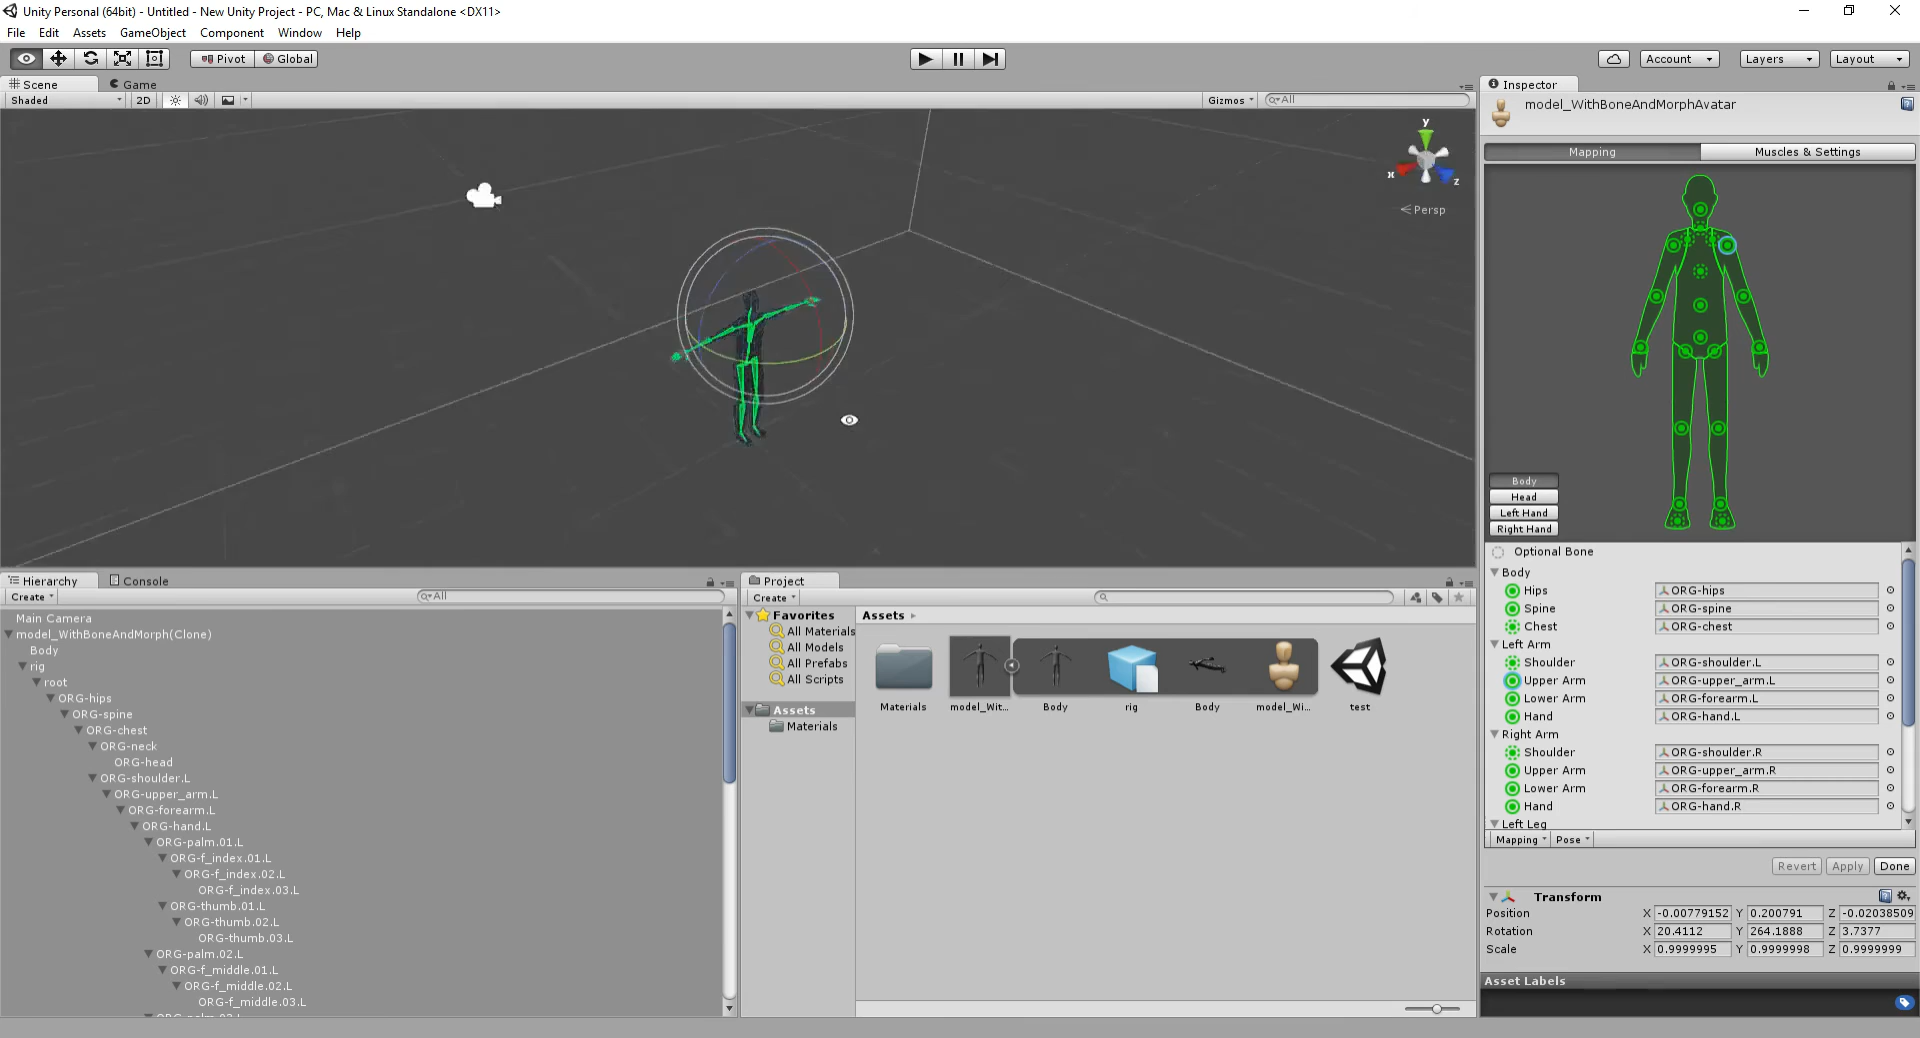 Unity Personal (64bit) - Untitled - New Unity Project - PC, Mac & Linux Standalone <DX11>
File Edit Assets GameObject Component Window Help
Pivot Global Account Layers Layout
Scene Game
Shaded 2D Gizmos All
y
x
z
Persp
Inspector
model_WithBoneAndMorphAvatar
Mapping Muscles & Settings
Body
Head
Left Hand
Right Hand
Optional Bone
Body
Hips ORG-hips
Spine ORG-spine
Chest ORG-chest
Left Arm
Shoulder ORG-shoulder.L
Upper Arm ORG-upper_arm.L
Lower Arm ORG-forearm.L
Hand ORG-hand.L
Right Arm
Shoulder ORG-shoulder.R
Upper Arm ORG-upper_arm.R
Lower Arm ORG-forearm.R
Hand ORG-hand.R
Left Leg
Mapping Pose
Revert Apply Done
Transform
Position X -0.00779152 Y 0.200791 Z -0.02038509
Rotation X 20.4112 Y 264.1888 Z 3.7377
Scale X 0.9999995 Y 0.9999998 Z 0.9999999
Asset Labels
Hierarchy Console
Create All
Main Camera
model_WithBoneAndMorph(Clone)
Body
rig
root
ORG-hips
ORG-spine
ORG-chest
ORG-neck
ORG-head
ORG-shoulder.L
ORG-upper_arm.L
ORG-forearm.L
ORG-hand.L
ORG-palm.01.L
ORG-f_index.01.L
ORG-f_index.02.L
ORG-f_index.03.L
ORG-thumb.01.L
ORG-thumb.02.L
ORG-thumb.03.L
ORG-palm.02.L
ORG-f_middle.01.L
ORG-f_middle.02.L
ORG-f_middle.03.L
Project
Create
Favorites
All Materials
All Models
All Prefabs
All Scripts
Assets
Materials
Assets
Materials model_Wit... Body rig Body model_Wi... test